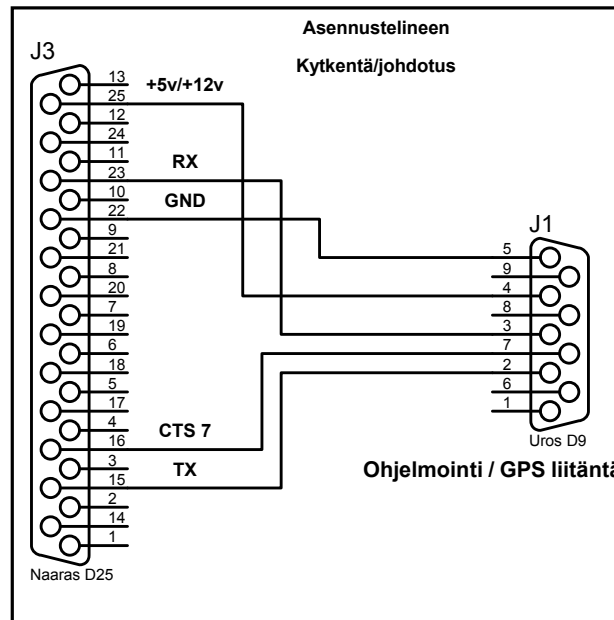 Asennustelineen
Kytkentä/johdotus
J3
13 +5v/+12v
25
12
24
11
23 RX
10
22 GND
9
21
8
20
7
19
6
18
5
17
4
16 CTS 7
3
15 TX
2
14
1
Naaras D25
J1
5
9
4
8
3
7
2
6
1
Uros D9
Ohjelmointi / GPS liitäntä